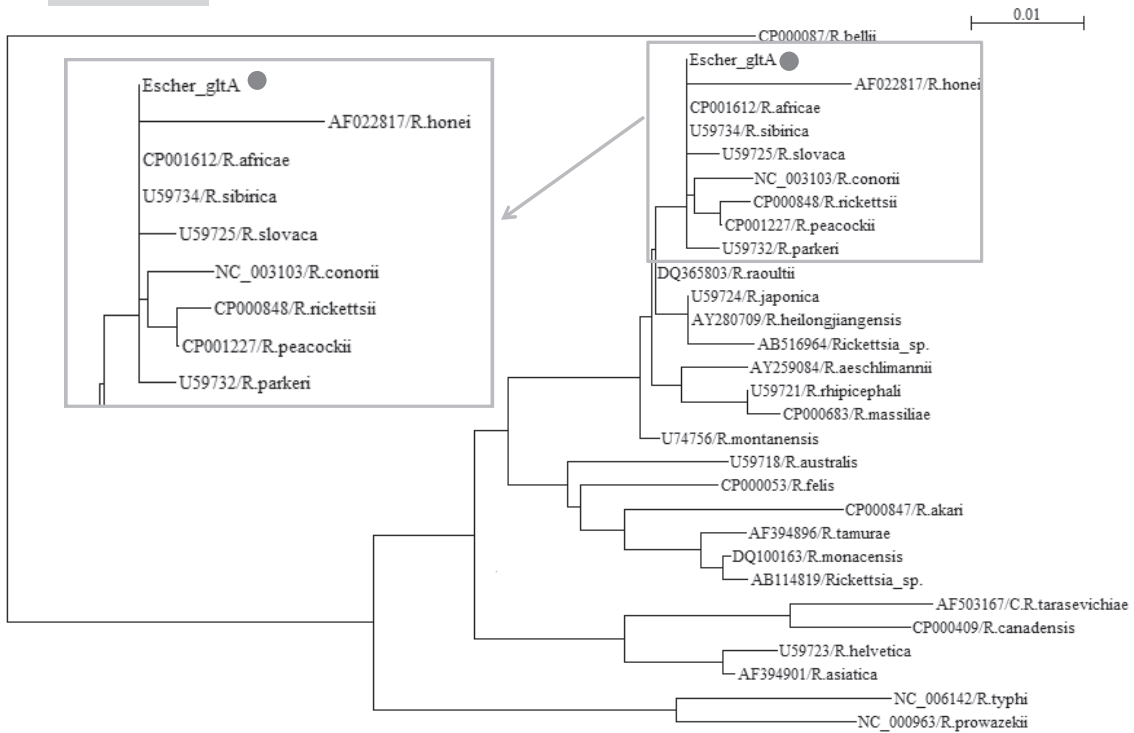 0.01
CP000087/R.bellii
Escher_gltA
AF022817/R.honei
CP001612/R.africae
U59734/R.sibirica
U59725/R.slovaca
NC_003103/R.conorii
CP000848/R.rickettsii
CP001227/R.peacockii
U59732/R.parkeri
Escher_gltA
AF022817/R.honei
CP001612/R.africae
U59734/R.sibirica
U59725/R.slovaca
NC_003103/R.conorii
CP000848/R.rickettsii
CP001227/R.peacockii
U59732/R.parkeri
DQ365803/R.raoultii
U59724/R.japonica
AY280709/R.heilongjiangensis
AB516964/Rickettsia_sp.
AY259084/R.aeschlimannii
U59721/R.rhipicephali
CP000683/R.massiliae
U74756/R.montanensis
U59718/R.australis
CP000053/R.felis
CP000847/R.akari
AF394896/R.tamurae
DQ100163/R.monacensis
AB114819/Rickettsia_sp.
AF503167/C.R.tarasevichiae
CP000409/R.canadensis
U59723/R.helvetica
AF394901/R.asiatica
NC_006142/R.typhi
NC_000963/R.prowazekii